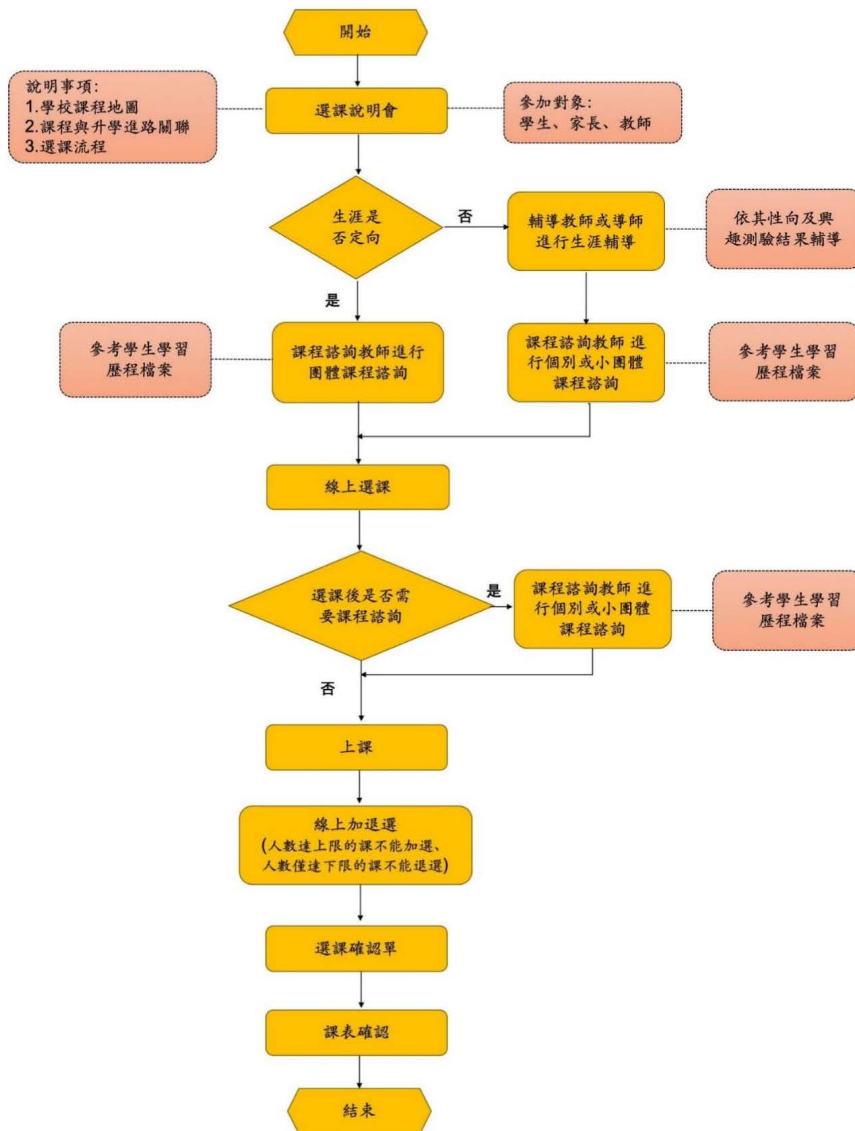 開始
說明事項:
1.學校課程地圖
2.課程與升學進路關聯
3.選課流程
選課說明會
參加對象:
學生、家長、教師
生涯是
否定向
否
輔導教師或導師
進行生涯輔導
依其性向及興
趣測驗結果輔導
是
參考學生學習
歷程檔案
課程諮詢教師進行
團體課程諮詢
課程諮詢教師 進
行個別或小團體
課程諮詢
參考學生學習
歷程檔案
線上選課
選課後是否需
要課程諮詢
是
課程諮詢教師 進
行個別或小團體
課程諮詢
參考學生學習
歷程檔案
否
上課
線上加退選
(人數達上限的課不能加選、
人數僅達下限的課不能退選)
選課確認單
課表確認
結束